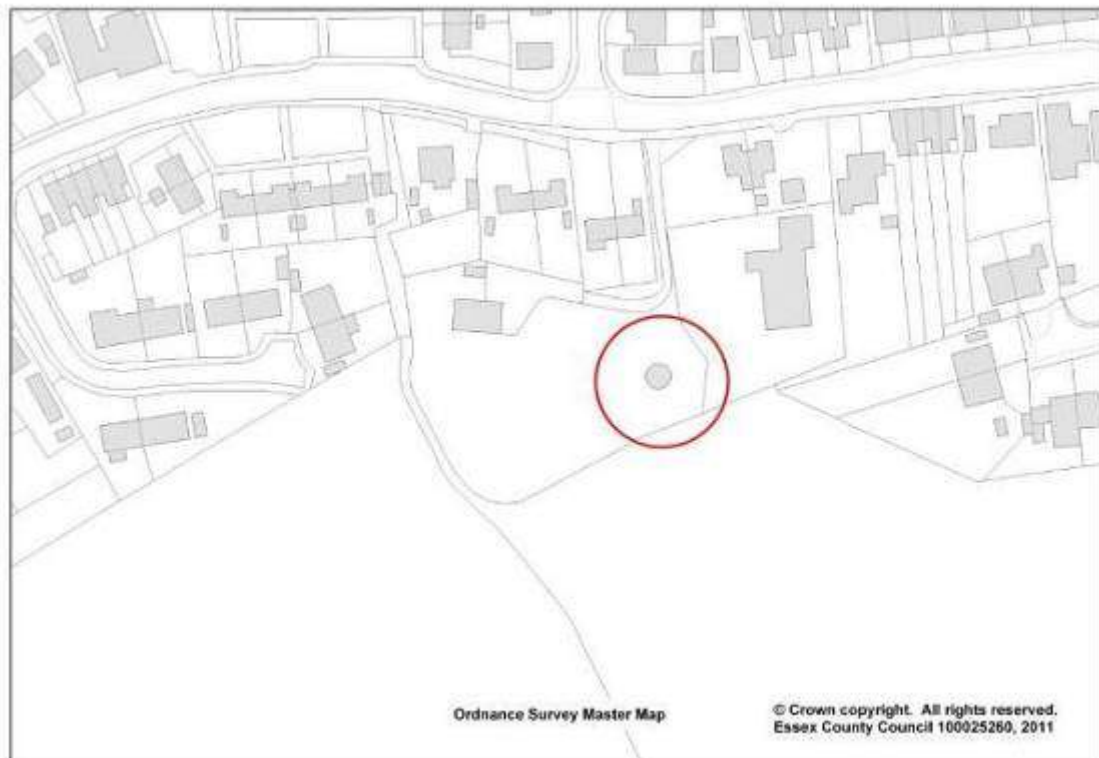 Ordnance Survey Master Map
© Crown copyright. All rights reserved.
Essex County Council 100025260, 2011